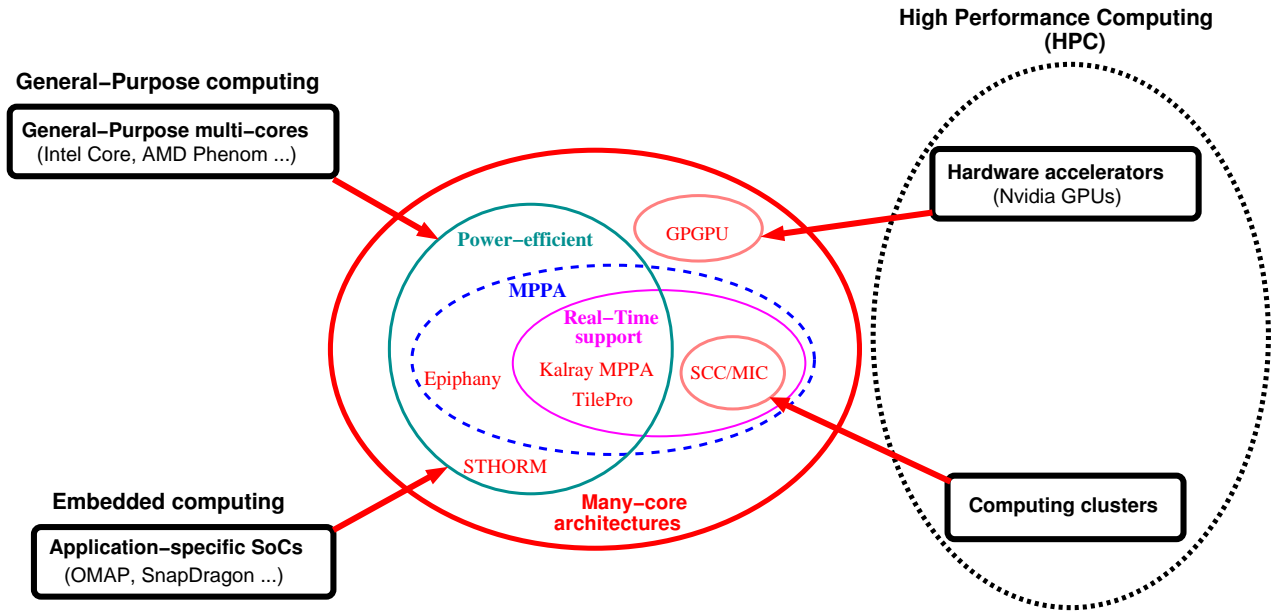 High Performance Computing
(HPC)
General−Purpose computing
General−Purpose multi−cores
(Intel Core, AMD Phenom ...)
Hardware accelerators
(Nvidia GPUs)
GPGPU
Power−efficient
MPPA
Real−Time
support
Kalray MPPA
SCC/MIC
Epiphany
TilePro
STHORM
Many−core
architectures
Embedded computing
Application−specific SoCs
(OMAP, SnapDragon ...)
Computing clusters